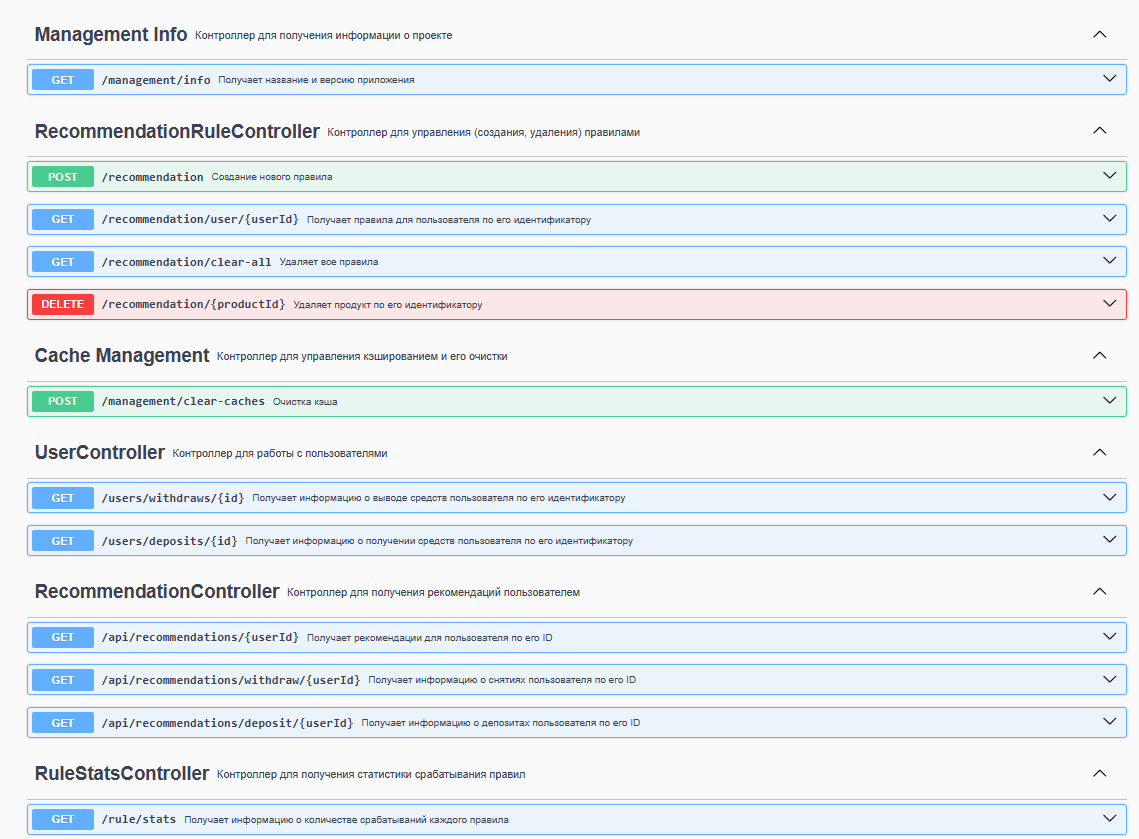 Management Info Контроллер для получения информации о проекте
GET /management/info Получает название и версию приложения
RecommendationRuleController Контроллер для управления (создания, удаления) правилами
POST /recommendation Создание нового правила
GET /recommendation/user/{userId} Получает правила для пользователя по его идентификатору
GET /recommendation/clear-all Удаляет все правила
DELETE /recommendation/{productId} Удаляет продукт по его идентификатору
Cache Management Контроллер для управления кэшированием и его очистки
POST /management/clear-caches Очистка кэша
UserController Контроллер для работы с пользователями
GET /users/withdraws/{id} Получает информацию о выводе средств пользователя по его идентификатору
GET /users/deposits/{id} Получает информацию о получении средств пользователя по его идентификатору
RecommendationController Контроллер для получения рекомендаций пользователем
GET /api/recommendations/{userId} Получает рекомендации для пользователя по его ID
GET /api/recommendations/withdraw/{userId} Получает информацию о снятиях пользователя по его ID
GET /api/recommendations/deposit/{userId} Получает информацию о депозитах пользователя по его ID
RuleStatsController Контроллер для получения статистики срабатывания правил
GET /rule/stats Получает информацию о количестве срабатываний каждого правила